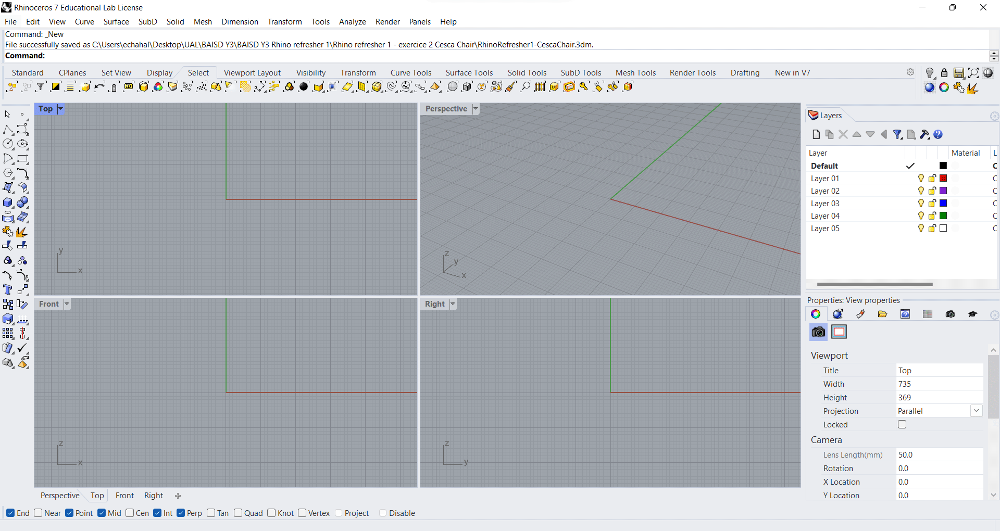 Rhinoceros 7 Educational Lab License
File Edit View Curve Surface SubD Solid Mesh Dimension Transform Tools Analyze Render Panels Help
Command: _New
File successfully saved as C:\Users\echahal\Desktop\UAL\BAISD Y3\BAISD Y3 Rhino refresher 1\Rhino refresher 1 - exercice 2 Cesca Chair\RhinoRefresher1-CescaChair.3dm.
Command:
Standard CPlanes Set View Display Select Viewport Layout Visibility Transform Curve Tools Surface Tools Solid Tools SubD Tools Mesh Tools Render Tools Drafting New in V7
Top
y
x
Perspective
z
y
x
Front
z
x
Right
z
y
Perspective Top Front Right
End Near Point Mid Cen Int Perp Tan Quad Knot Vertex Project Disable
Layers
Layer Material L
Default C
Layer 01 C
Layer 02 C
Layer 03 C
Layer 04 C
Layer 05 C
Properties: View properties
Viewport
Title Top
Width 735
Height 369
Projection Parallel
Locked
Camera
Lens Length(mm) 50.0
Rotation 0.0
X Location 0.0
Y Location 0.0